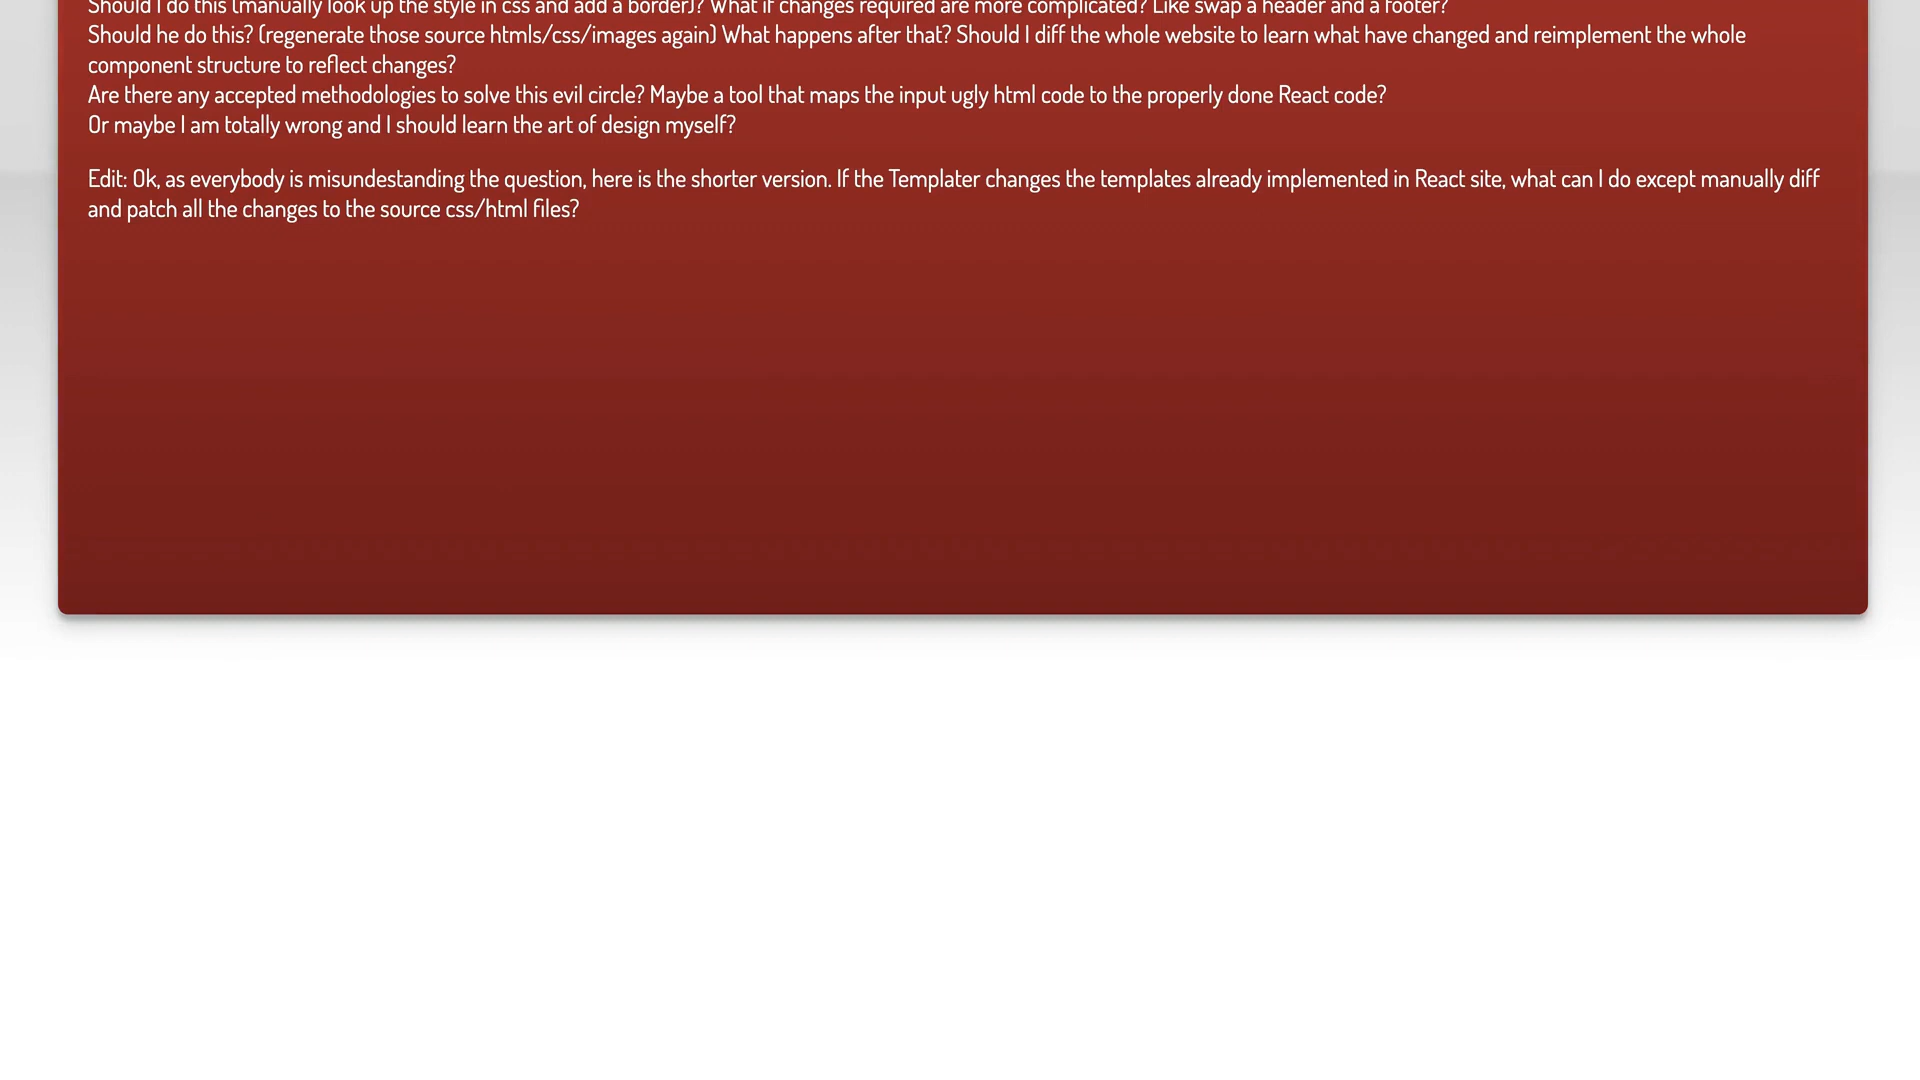 Should I do this (manually look up the style in css and add a border)? What if changes required are more complicated? Like swap a header and a footer?
Should he do this? (regenerate those source htmls/css/images again) What happens after that? Should I diff the whole website to learn what have changed and reimplement the whole
component structure to reflect changes?
Are there any accepted methodologies to solve this evil circle? Maybe a tool that maps the input ugly html code to the properly done React code?
Or maybe I am totally wrong and I should learn the art of design myself?
Edit: Ok, as everybody is misundestanding the question, here is the shorter version. If the Templater changes the templates already implemented in React site, what can I do except manually diff
and patch all the changes to the source css/html files?